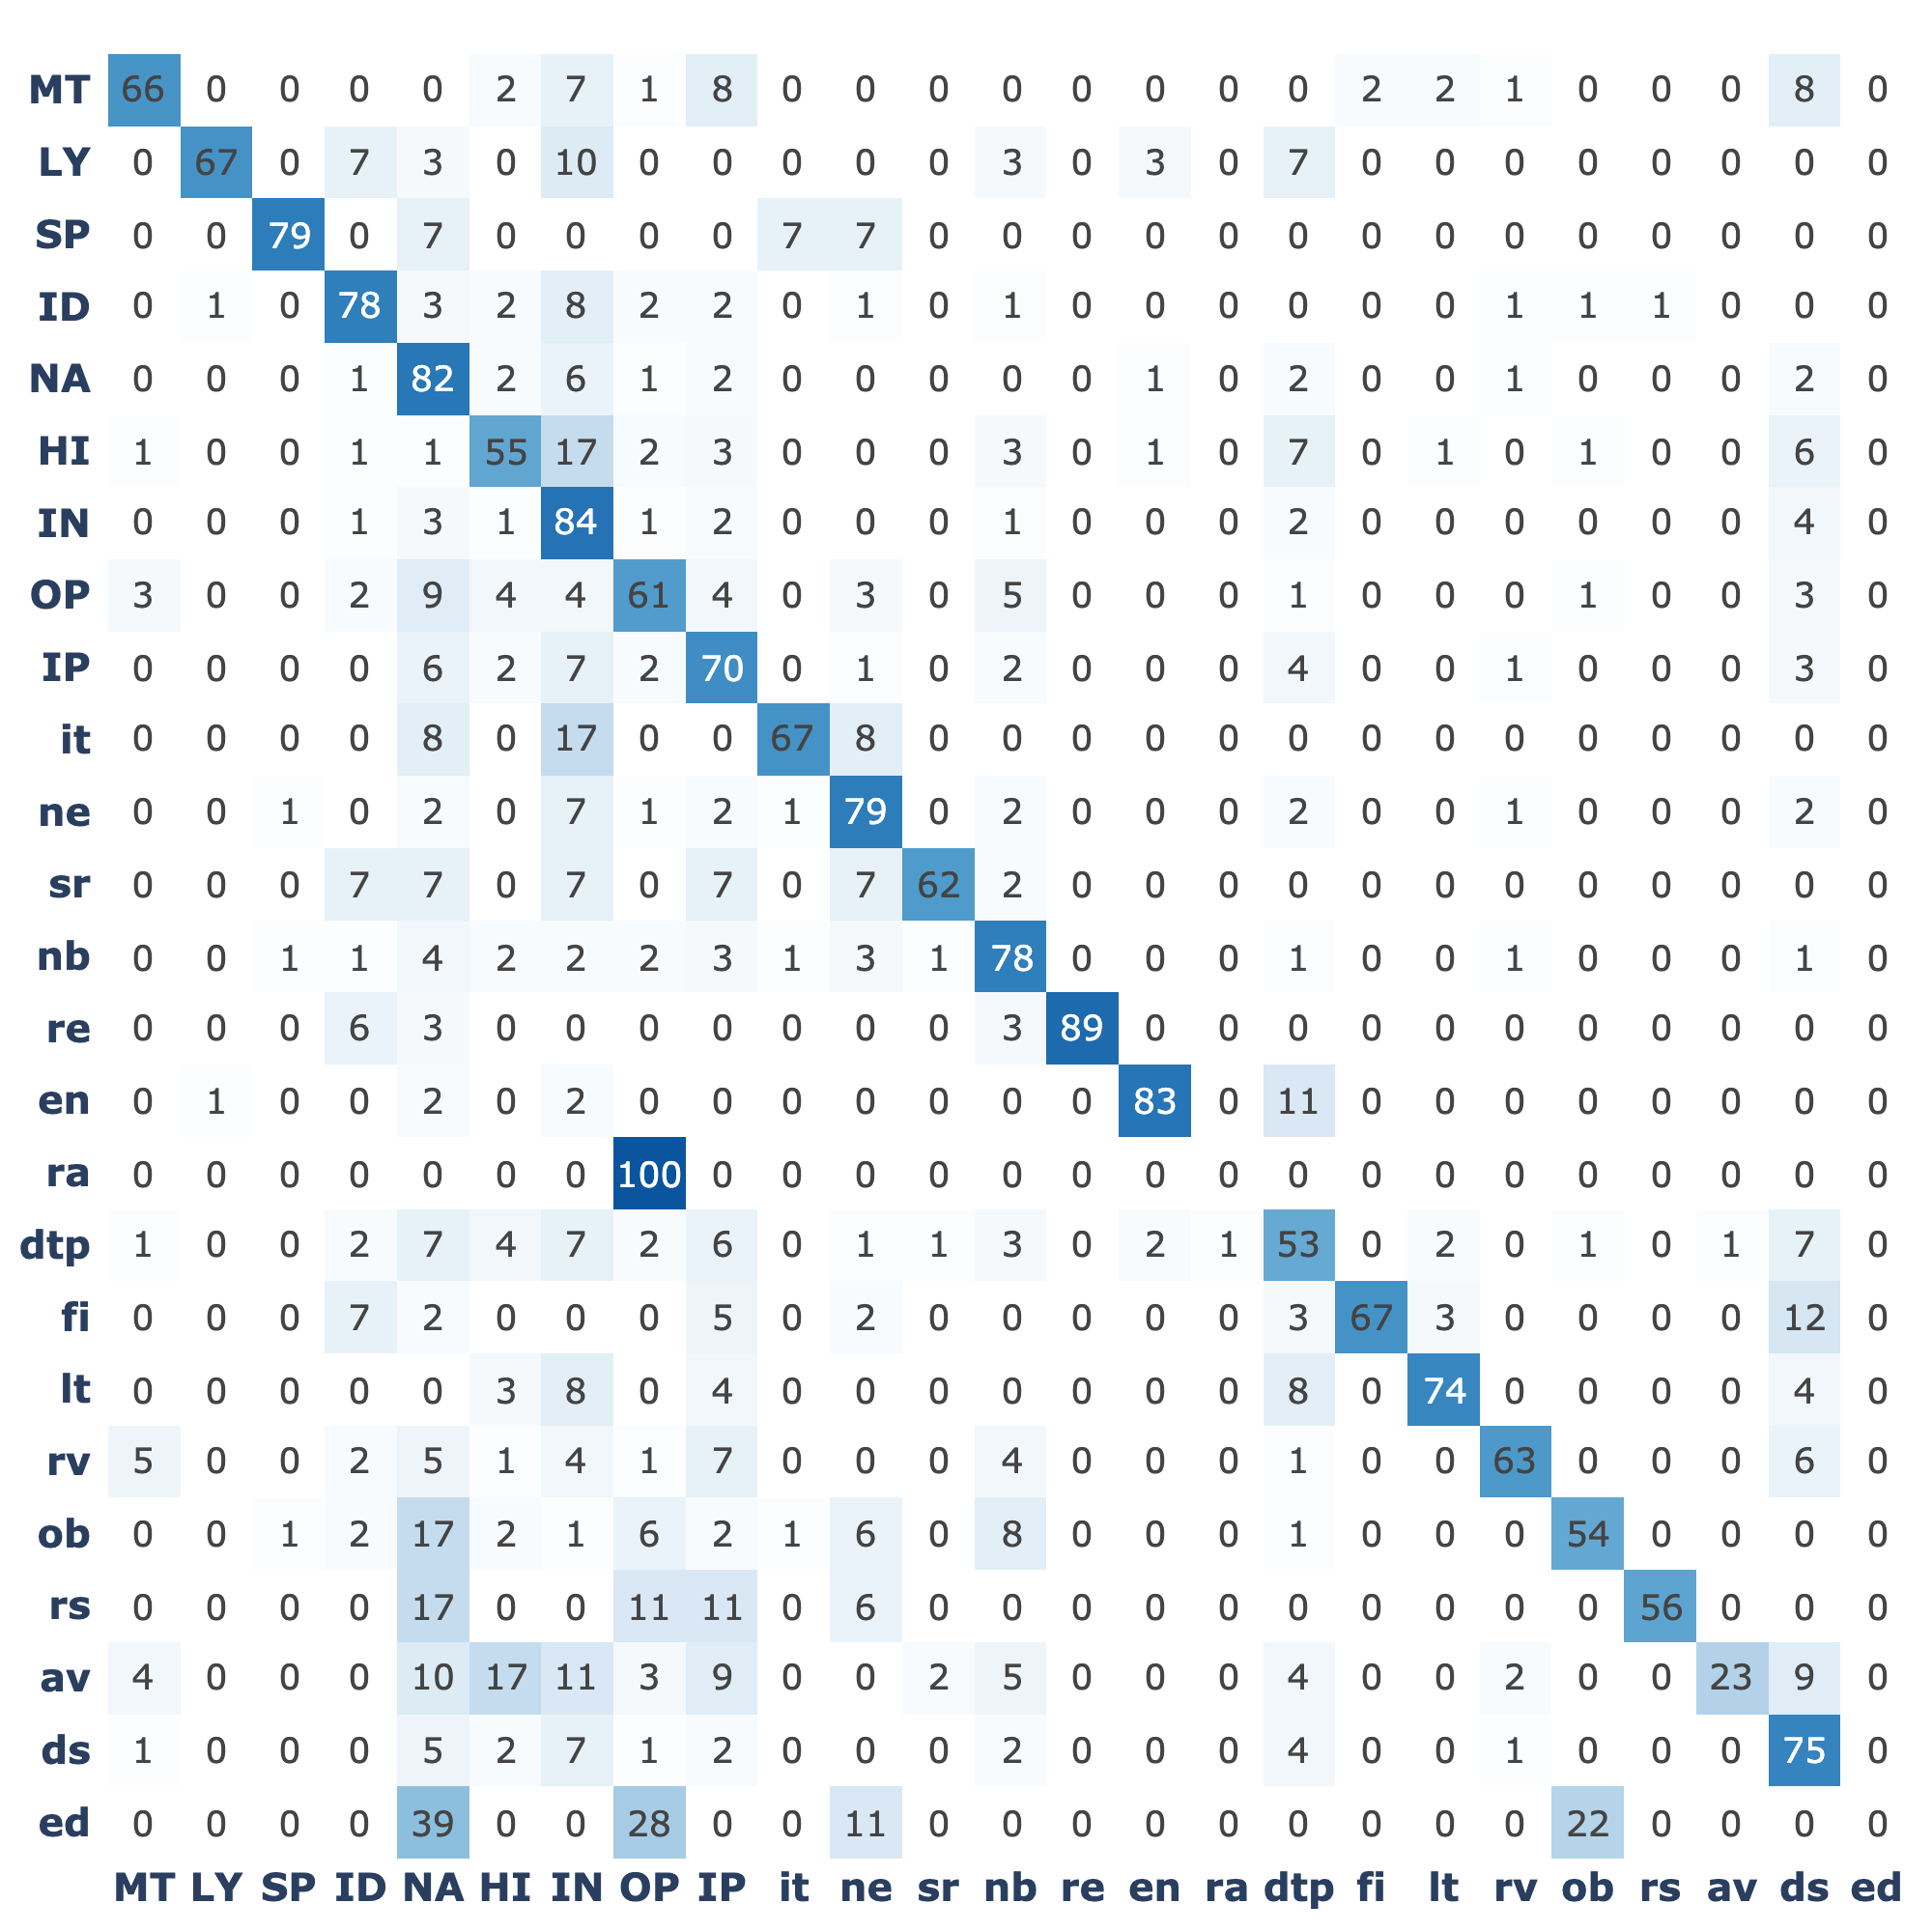 MT 66 0 0 0 0 2 7 1 8 0 0 0 0 0 0 0 0 2 2 1 0 0 0 8 0
LY 0 67 0 7 3 0 10 0 0 0 0 0 3 0 3 0 7 0 0 0 0 0 0 0 0
SP 0 0 79 0 7 0 0 0 0 7 7 0 0 0 0 0 0 0 0 0 0 0 0 0 0
ID 0 1 0 78 3 2 8 2 2 0 1 0 1 0 0 0 0 0 0 1 1 1 0 0 0
NA 0 0 0 1 82 2 6 1 2 0 0 0 0 0 1 0 2 0 0 1 0 0 0 2 0
HI 1 0 0 1 1 55 17 2 3 0 0 0 3 0 1 0 7 0 1 0 1 0 0 6 0
IN 0 0 0 1 3 1 84 1 2 0 0 0 1 0 0 0 2 0 0 0 0 0 0 4 0
OP 3 0 0 2 9 4 4 61 4 0 3 0 5 0 0 0 1 0 0 0 1 0 0 3 0
IP 0 0 0 0 6 2 7 2 70 0 1 0 2 0 0 0 4 0 0 1 0 0 0 3 0
it 0 0 0 0 8 0 17 0 0 67 8 0 0 0 0 0 0 0 0 0 0 0 0 0 0
ne 0 0 1 0 2 0 7 1 2 1 79 0 2 0 0 0 2 0 0 1 0 0 0 2 0
sr 0 0 0 7 7 0 7 0 7 0 7 62 2 0 0 0 0 0 0 0 0 0 0 0 0
nb 0 0 1 1 4 2 2 2 3 1 3 1 78 0 0 0 1 0 0 1 0 0 0 1 0
re 0 0 0 6 3 0 0 0 0 0 0 0 3 89 0 0 0 0 0 0 0 0 0 0 0
en 0 1 0 0 2 0 2 0 0 0 0 0 0 0 83 0 11 0 0 0 0 0 0 0 0
ra 0 0 0 0 0 0 0 100 0 0 0 0 0 0 0 0 0 0 0 0 0 0 0 0 0
dtp 1 0 0 2 7 4 7 2 6 0 1 1 3 0 2 1 53 0 2 0 1 0 1 7 0
fi 0 0 0 7 2 0 0 0 5 0 2 0 0 0 0 0 3 67 3 0 0 0 0 12 0
lt 0 0 0 0 0 3 8 0 4 0 0 0 0 0 0 0 8 0 74 0 0 0 0 4 0
rv 5 0 0 2 5 1 4 1 7 0 0 0 4 0 0 0 1 0 0 63 0 0 0 6 0
ob 0 0 1 2 17 2 1 6 2 1 6 0 8 0 0 0 1 0 0 0 54 0 0 0 0
rs 0 0 0 0 17 0 0 11 11 0 6 0 0 0 0 0 0 0 0 0 0 56 0 0 0
av 4 0 0 0 10 17 11 3 9 0 0 2 5 0 0 0 4 0 0 2 0 0 23 9 0
ds 1 0 0 0 5 2 7 1 2 0 0 0 2 0 0 0 4 0 0 1 0 0 0 75 0
ed 0 0 0 0 39 0 0 28 0 0 11 0 0 0 0 0 0 0 0 0 22 0 0 0 0
MT LY SP ID NA HI IN OP IP it ne sr nb re en ra dtp fi lt rv ob rs av ds ed